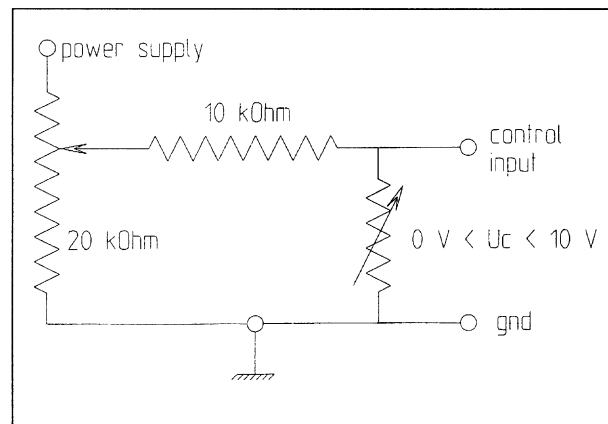 power supply
10 kOhm
control
input
20 kOhm
0 V < Uc < 10 V
gnd